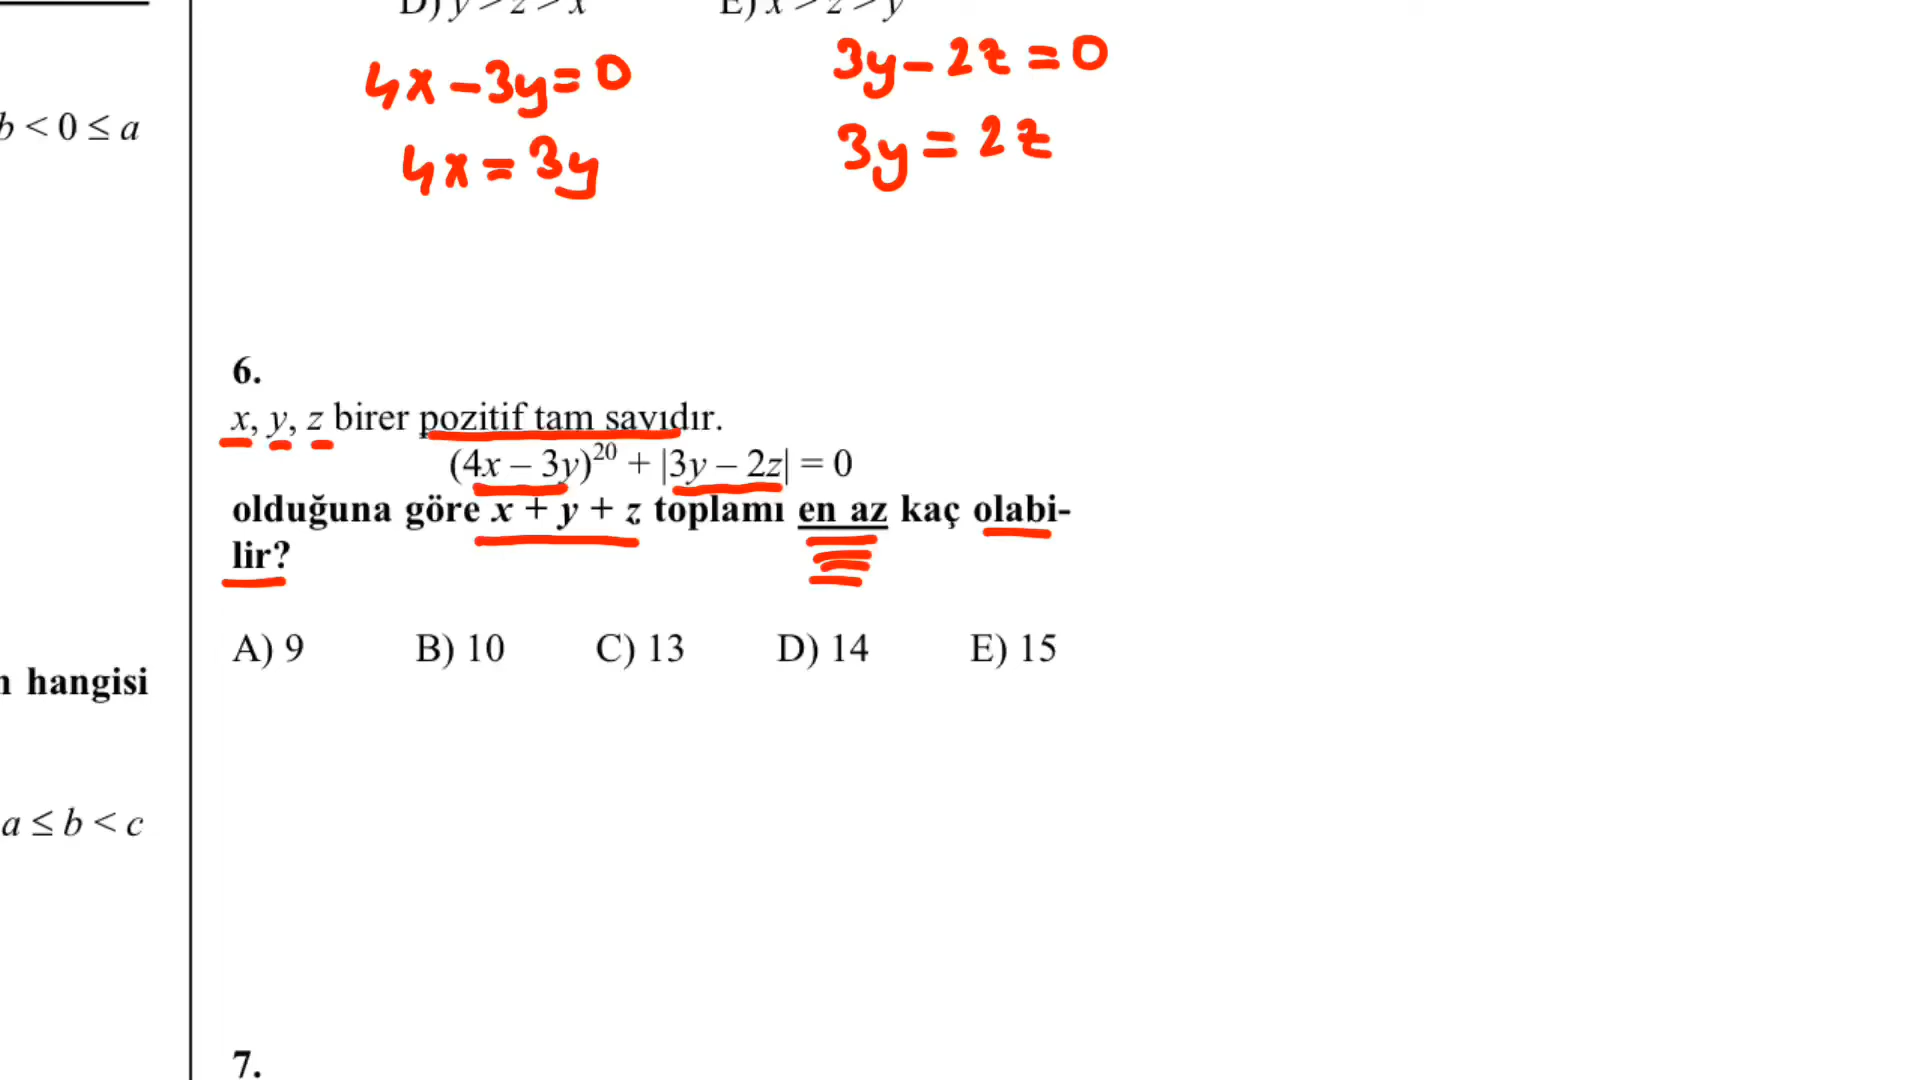 D) y > z > x E) x > z > y
4x – 3y = 0 3y – 2z = 0
b < 0 ≤ a
4x = 3y 3y = 2z
6.
x, y, z birer pozitif tam sayıdır.
(4x – 3y)²⁰ + |3y – 2z| = 0
olduğuna göre x + y + z toplamı en az kaç olabi-
lir?
A) 9 B) 10 C) 13 D) 14 E) 15
hangisi
a ≤ b < c
7.